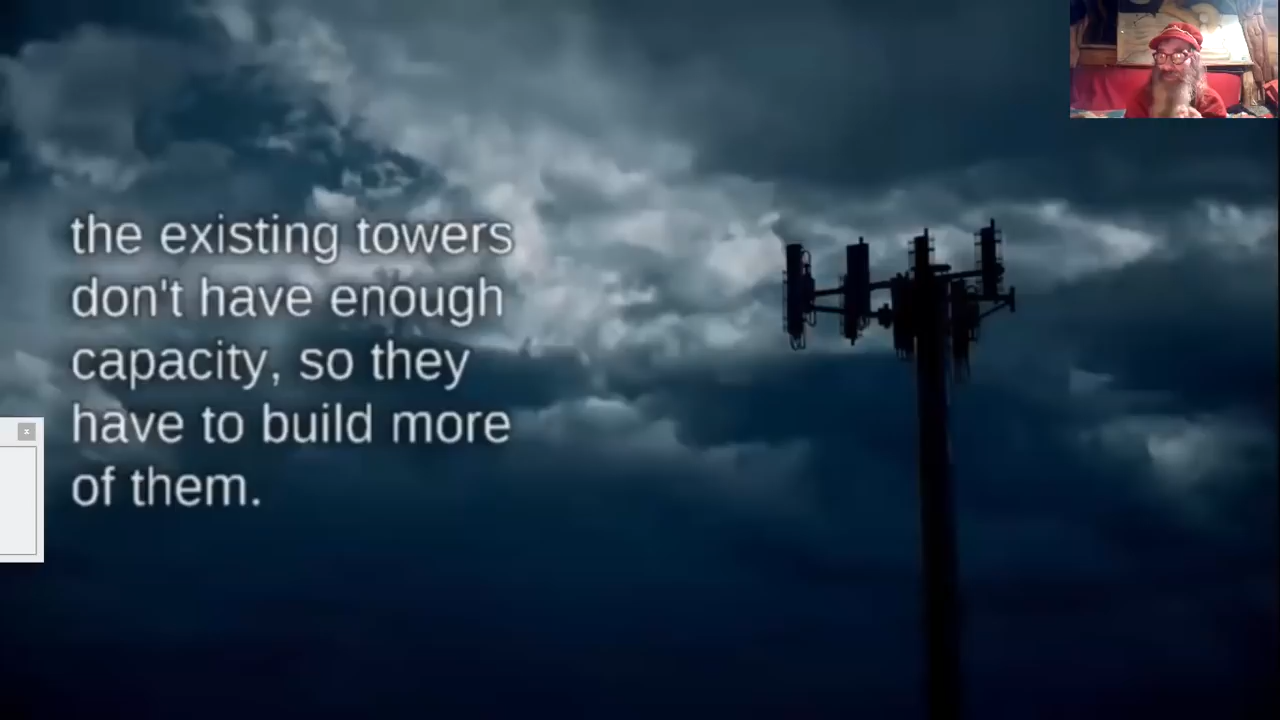 the existing towers
don't have enough
capacity, so they
have to build more
of them.